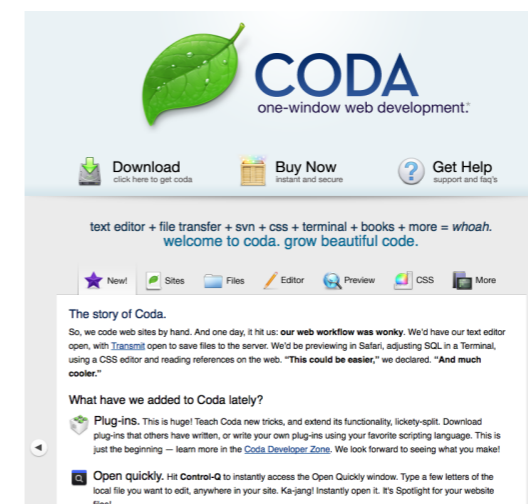 CODA
one-window web development.™
Download
click here to get coda
Buy Now
instant and secure
Get Help
support and faq's
text editor + file transfer + svn + css + terminal + books + more = whoah.
welcome to coda. grow beautiful code.
New! Sites Files Editor Preview CSS More
The story of Coda.
So, we code web sites by hand. And one day, it hit us: our web workflow was wonky. We'd have our text editor
open, with Transmit open to save files to the server. We'd be previewing in Safari, adjusting SQL in a Terminal,
using a CSS editor and reading references on the web. "This could be easier," we declared. "And much
cooler."
What have we added to Coda lately?
Plug-ins. This is huge! Teach Coda new tricks, and extend its functionality, lickety-split. Download
plug-ins that others have written, or write your own plug-ins using your favorite scripting language. This is
just the beginning — learn more in the Coda Developer Zone. We look forward to seeing what you make!
Open quickly. Hit Control-Q to instantly access the Open Quickly window. Type a few letters of the
local file you want to edit, anywhere in your site. Ka-jang! Instantly open it. It's Spotlight for your website
files!